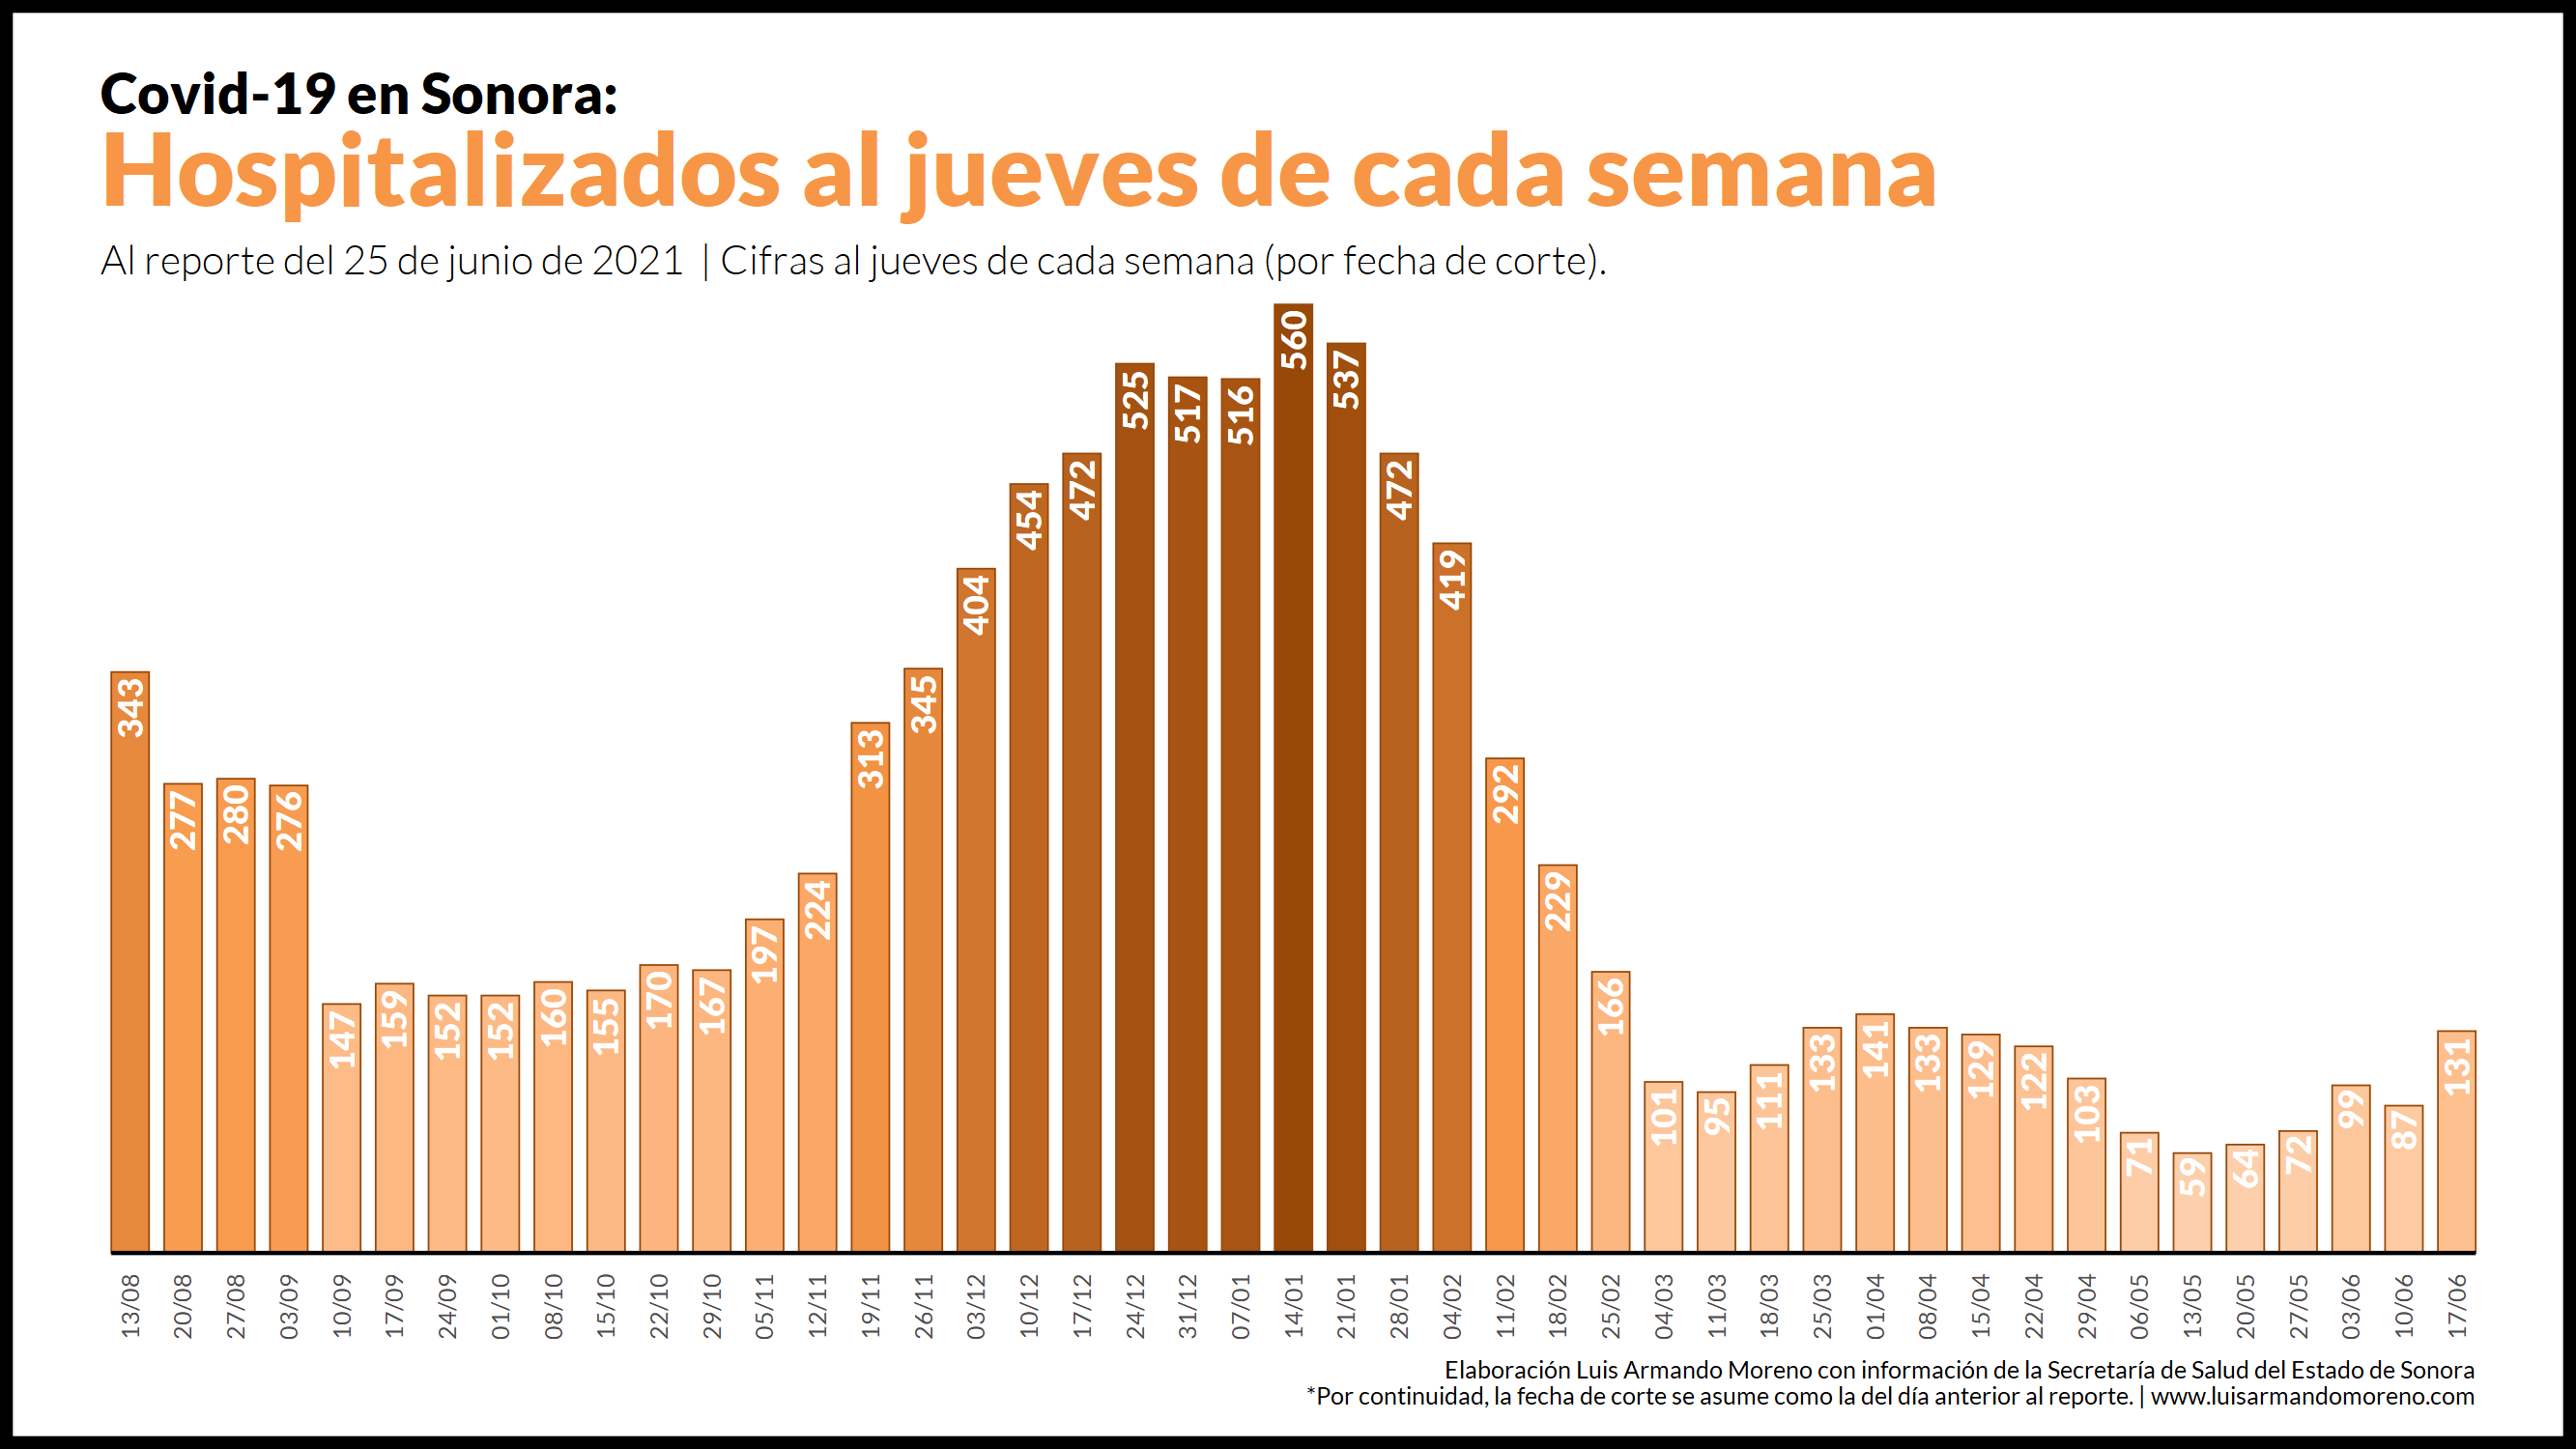 Covid-19 en Sonora:
Hospitalizados al jueves de cada semana
Al reporte del 25 de junio de 2021 | Cifras al jueves de cada semana (por fecha de corte).
343 277 280 276 147 159 152 152 160 155 170 167 197 224 313 345 404 454 472 525 517 516 560 537 472 419 292 229 166 101 95 111 133 141 133 129 122 103 71 59 64 72 99 87 131
13/08 20/08 27/08 03/09 10/09 17/09 24/09 01/10 08/10 15/10 22/10 29/10 05/11 12/11 19/11 26/11 03/12 10/12 17/12 24/12 31/12 07/01 14/01 21/01 28/01 04/02 11/02 18/02 25/02 04/03 11/03 18/03 25/03 01/04 08/04 15/04 22/04 29/04 06/05 13/05 20/05 27/05 03/06 10/06 17/06
Elaboración Luis Armando Moreno con información de la Secretaría de Salud del Estado de Sonora
*Por continuidad, la fecha de corte se asume como la del día anterior al reporte. | www.luisarmandomoreno.com